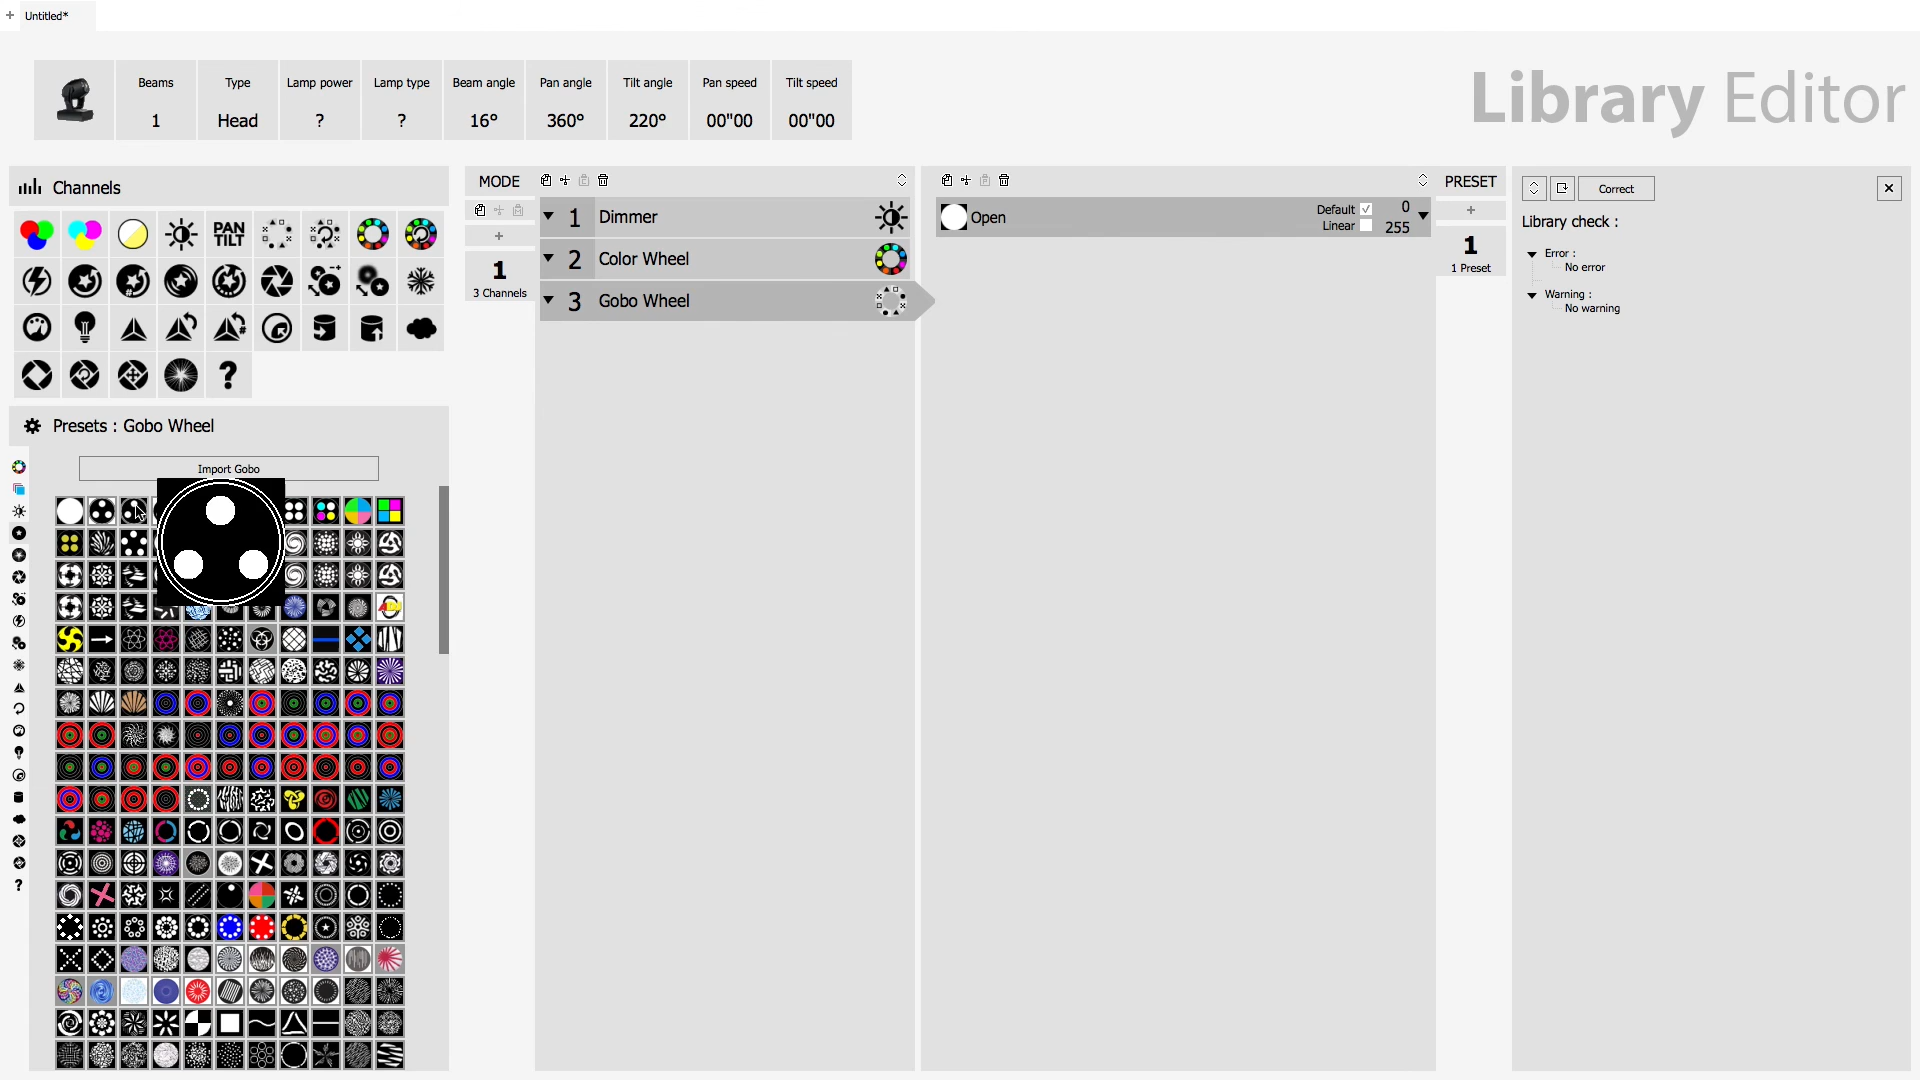 + Untitled*
Beams Type Lamp power Lamp type Beam angle Pan angle Tilt angle Pan speed Tilt speed
1 Head ? ? 16° 360° 220° 00"00 00"00
Library Editor
Channels
PAN
TILT
#
#
?
Presets : Gobo Wheel
Import Gobo
?
MODE
+
1
3 Channels
1 Dimmer
2 Color Wheel
3 Gobo Wheel
Open
Default 0
Linear 255
PRESET
+
1
1 Preset
Correct
Library check :
Error :
No error
Warning :
No warning